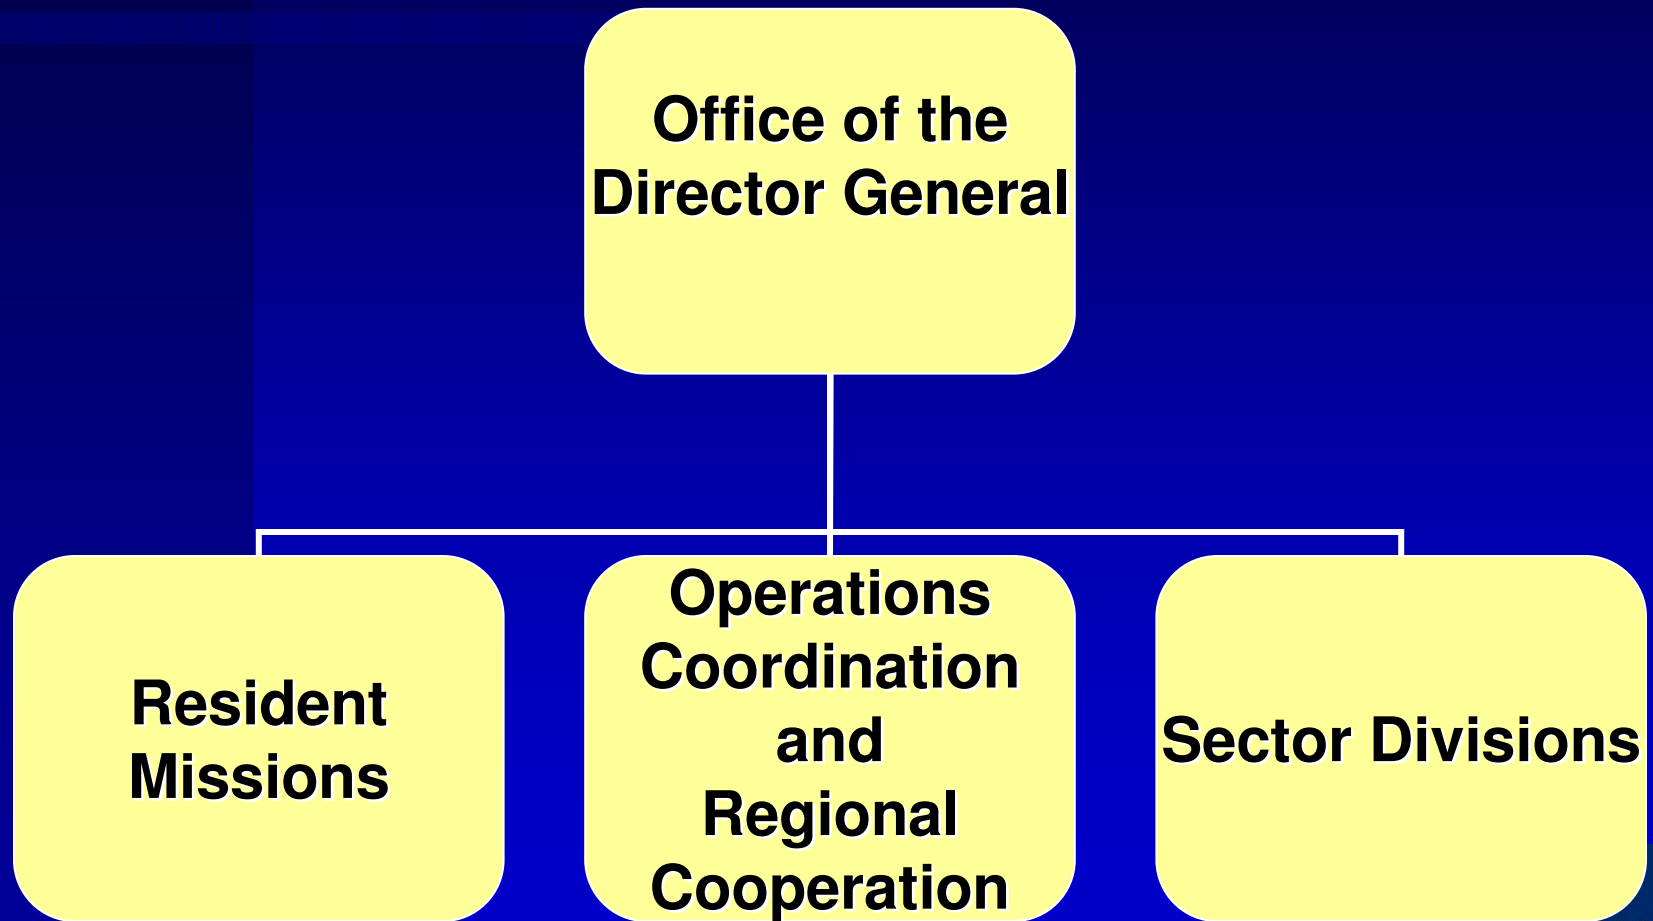 Office of the
Director General
Resident
Missions
Operations
Coordination
and
Regional
Cooperation
Sector Divisions